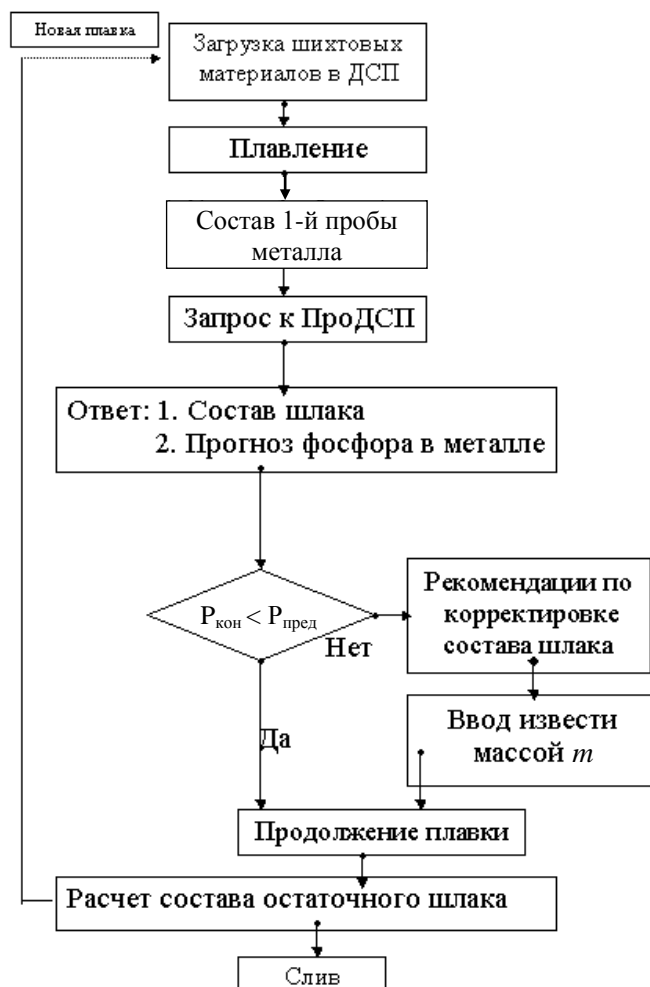 Новая плавка
Загрузка шихтовых
материалов в ДСП
Плавление
Состав 1-й пробы
металла
Запрос к ПроДСП
Ответ: 1. Состав шлака
2. Прогноз фосфора в металле
Pкон < Pпред
Нет
Рекомендации по
корректировке
состава шлака
Да
Ввод извести
массой m
Продолжение плавки
Расчет состава остаточного шлака
Слив